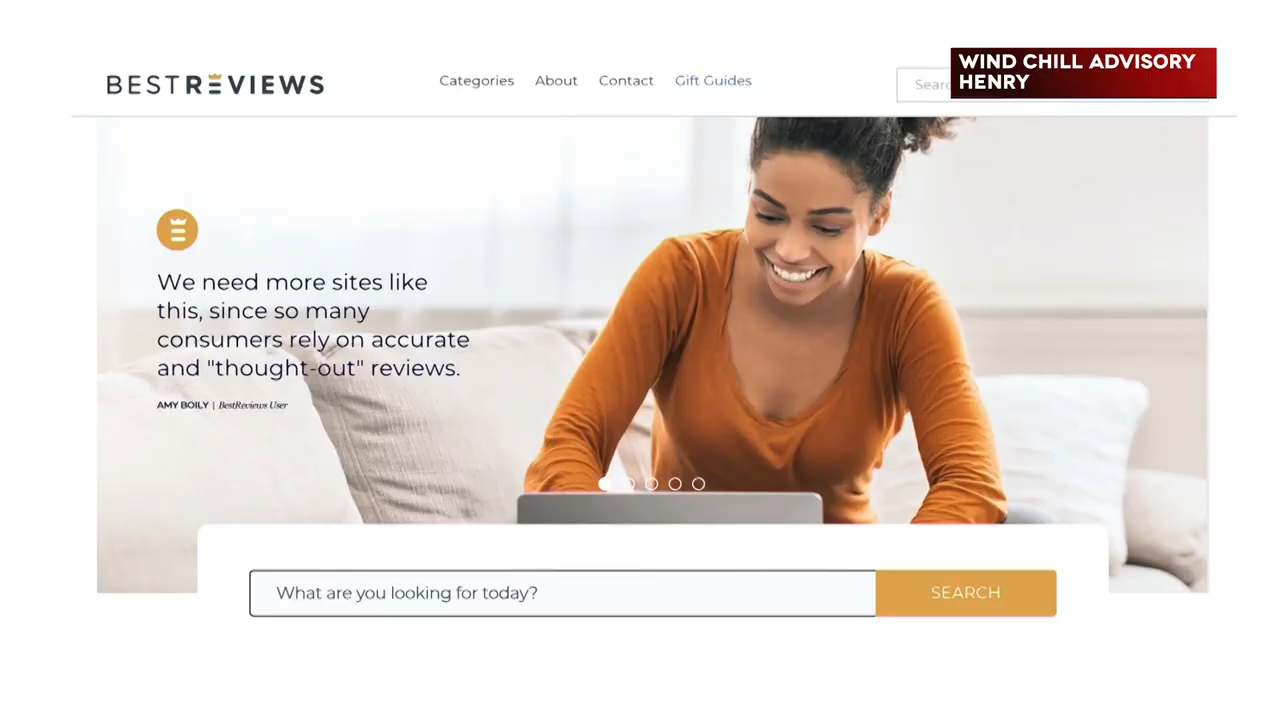 BESTREVIEWS
Categories About Contact Gift Guides
Sear
WIND CHILL ADVISORY
HENRY
We need more sites like
this, since so many
consumers rely on accurate
and "thought-out" reviews.
AMY BOILY | BestReviews User
What are you looking for today?
SEARCH